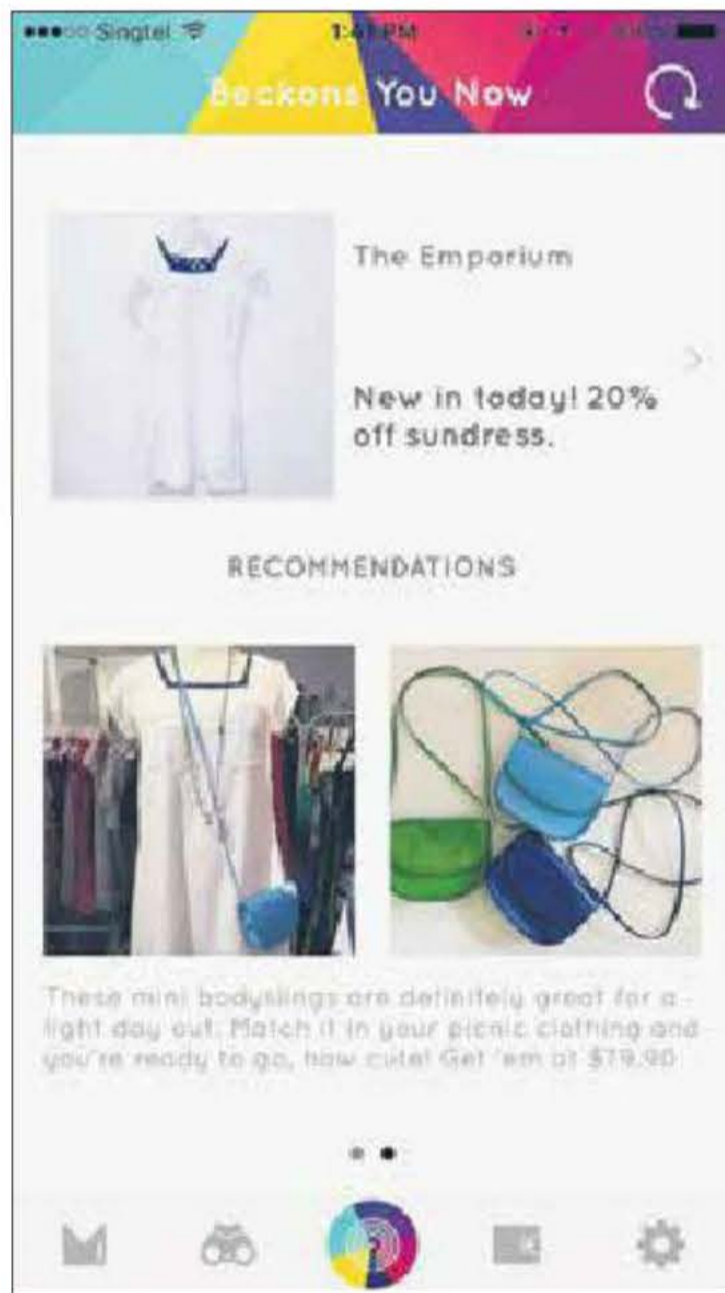 Singtel
Beckons You Now
The Emporium
New in today! 20%
off sundress.
RECOMMENDATIONS
These mini bodyslings are definitely great for a
light day out. Match it in your picnic clothing and
you're ready to go, how cute! Get 'em at $79.90